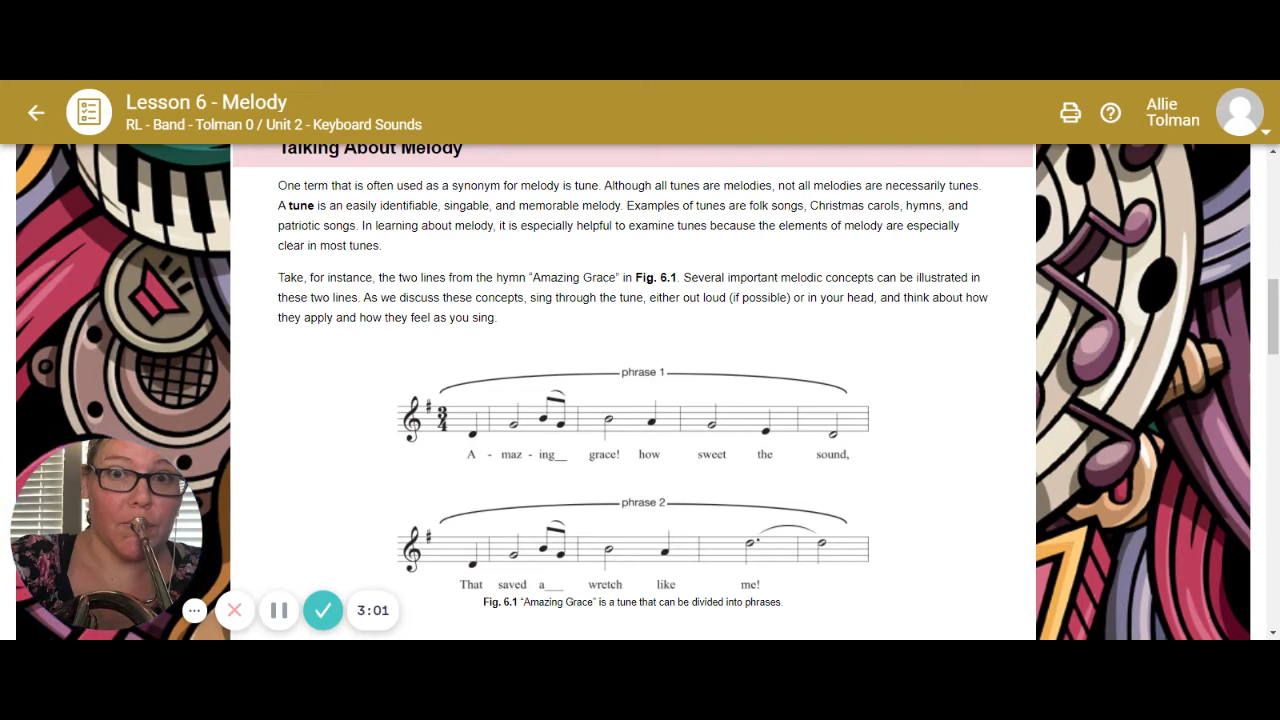 Lesson 6 - Melody
RL - Band - Tolman 0 / Unit 2 - Keyboard Sounds
Allie
Tolman
Talking About Melody
One term that is often used as a synonym for melody is tune. Although all tunes are melodies, not all melodies are necessarily tunes.
A tune is an easily identifiable, singable, and memorable melody. Examples of tunes are folk songs, Christmas carols, hymns, and
patriotic songs. In learning about melody, it is especially helpful to examine tunes because the elements of melody are especially
clear in most tunes.
Take, for instance, the two lines from the hymn “Amazing Grace” in Fig. 6.1. Several important melodic concepts can be illustrated in
these two lines. As we discuss these concepts, sing through the tune, either out loud (if possible) or in your head, and think about how
they apply and how they feel as you sing.
phrase 1
3
4
A - maz - ing__ grace! how sweet the sound,
phrase 2
That saved a___ wretch like me!
Fig. 6.1 “Amazing Grace” is a tune that can be divided into phrases.
3:01